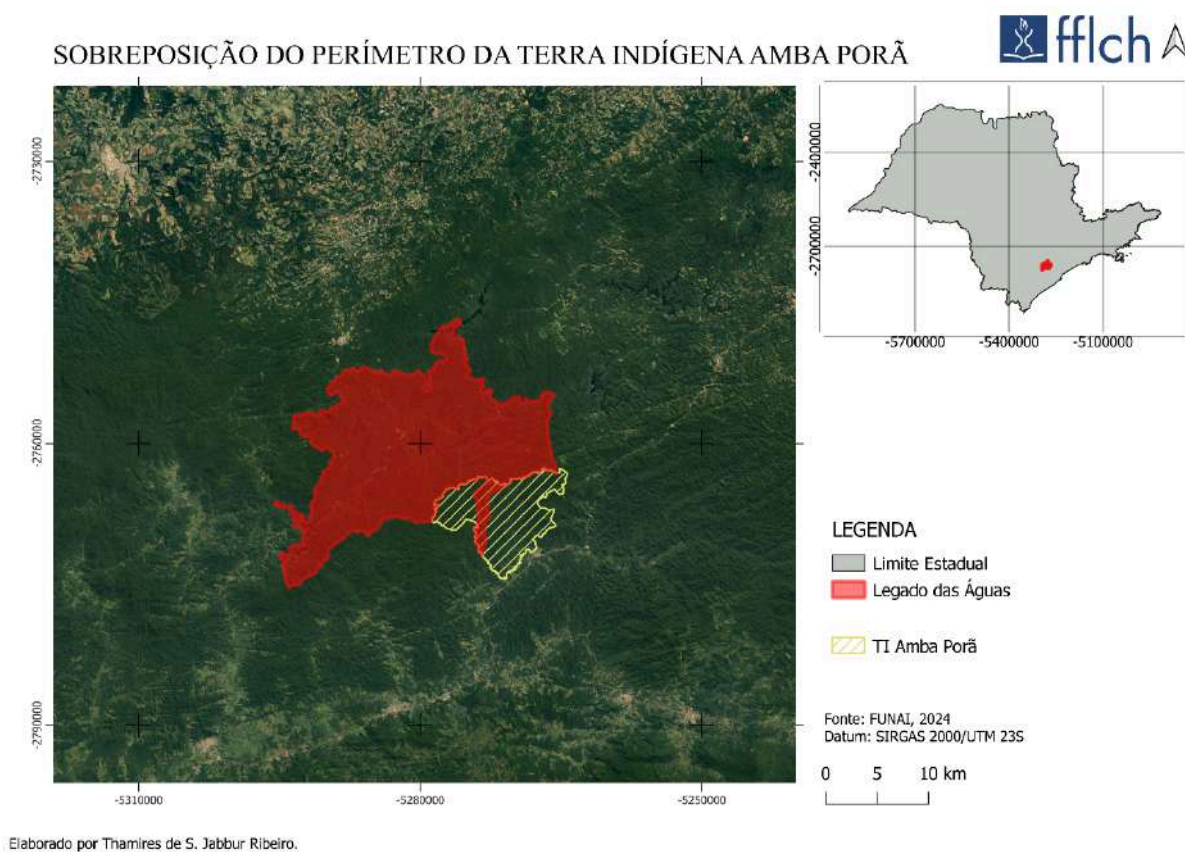 SOBREPOSIÇÃO DO PERÍMETRO DA TERRA INDÍGENA AMBA PORÃ
fflch
-2730000
-2760000
-2790000
-5310000
-5280000
-5250000
-2400000
-2700000
-5700000
-5400000
-5100000
LEGENDA
Limite Estadual
Legado das Águas
TI Amba Porã
Fonte: FUNAI, 2024
Datum: SIRGAS 2000/UTM 23S
0 5 10 km
Elaborado por Thamires de S. Jabbur Ribeiro.